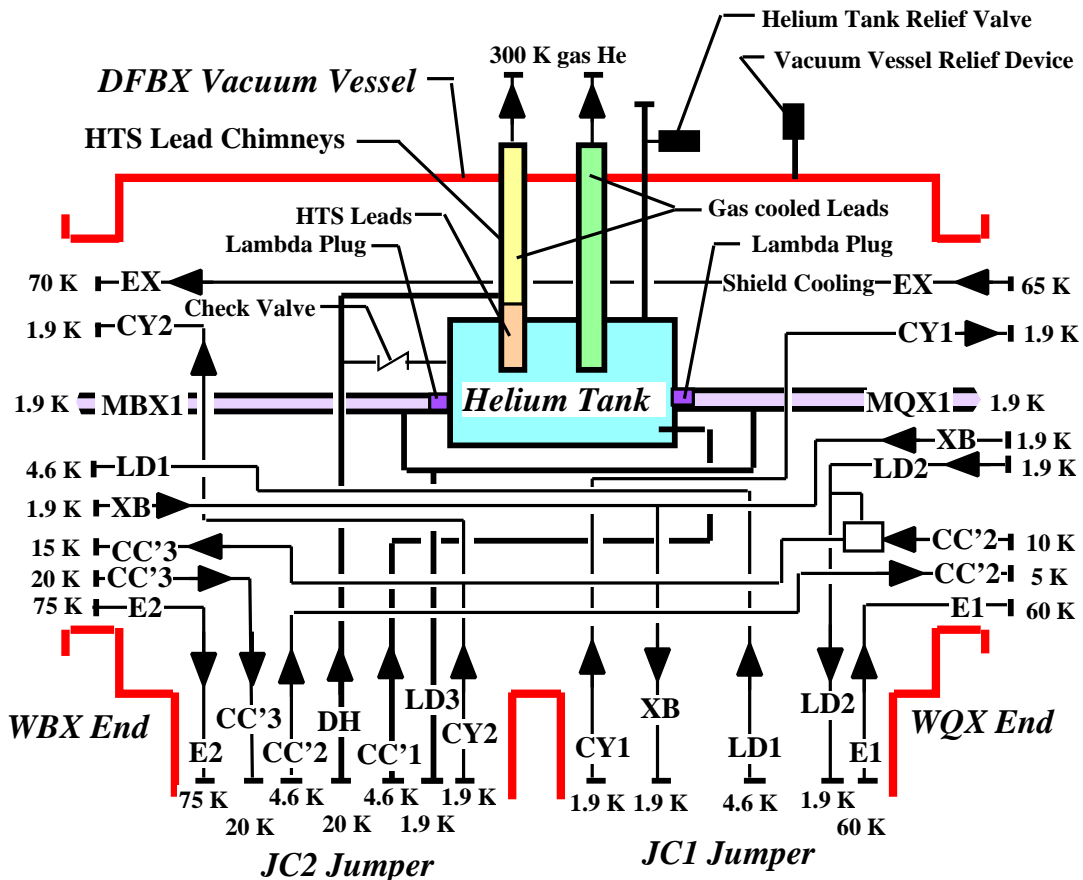 Helium Tank Relief Valve
300 K gas He
Vacuum Vessel Relief Device
DFBX Vacuum Vessel
HTS Lead Chimneys
HTS Leads
Gas cooled Leads
Lambda Plug
Lambda Plug
70 K EX
Shield Cooling EX 65 K
Check Valve
1.9 K CY2
CY1 1.9 K
1.9 K MBX1
Helium Tank
MQX1 1.9 K
XB 1.9 K
4.6 K LD1
LD2 1.9 K
1.9 K XB
15 K CC'3
CC'2 10 K
20 K CC'3
CC'2 5 K
75 K E2
E1 60 K
WBX End
WQX End
E2
CC'3
CC'2
DH
CC'1
LD3
CY2
CY1
XB
LD1
LD2
E1
75 K
20 K
4.6 K
20 K
4.6 K
1.9 K
1.9 K
1.9 K
1.9 K
4.6 K
1.9 K
60 K
JC2 Jumper
JC1 Jumper